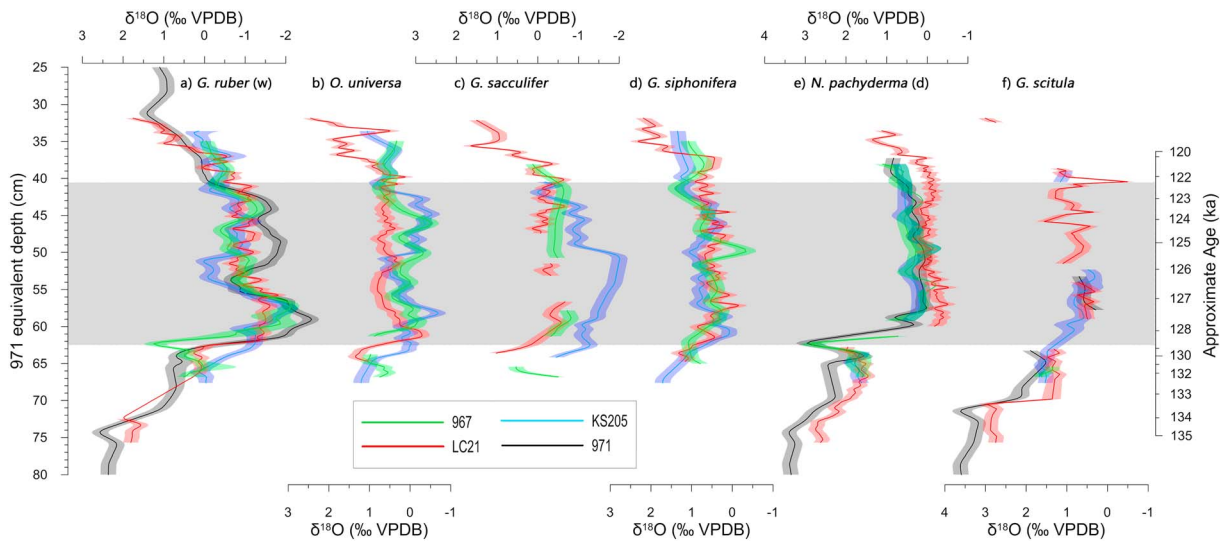 δ¹⁸O (‰ VPDB) δ¹⁸O (‰ VPDB) δ¹⁸O (‰ VPDB)
3 2 1 0 -1 -2 2 1 0 -1 -2 4 3 2 1 0 -1
a) G. ruber (w) b) O. universa c) G. sacculifer d) G. siphonifera e) N. pachyderma (d) f) G. scitula
971 equivalent depth (cm)
25
30
35
40
45
50
55
60
65
70
75
80
Approximate Age (ka)
120
122
123
124
125
126
127
128
130
132
133
134
135
967 KS205
LC21 971
3 2 1 0 -1 3 2 1 0 -1 4 3 2 1 0 -1
δ¹⁸O (‰ VPDB) δ¹⁸O (‰ VPDB) δ¹⁸O (‰ VPDB)